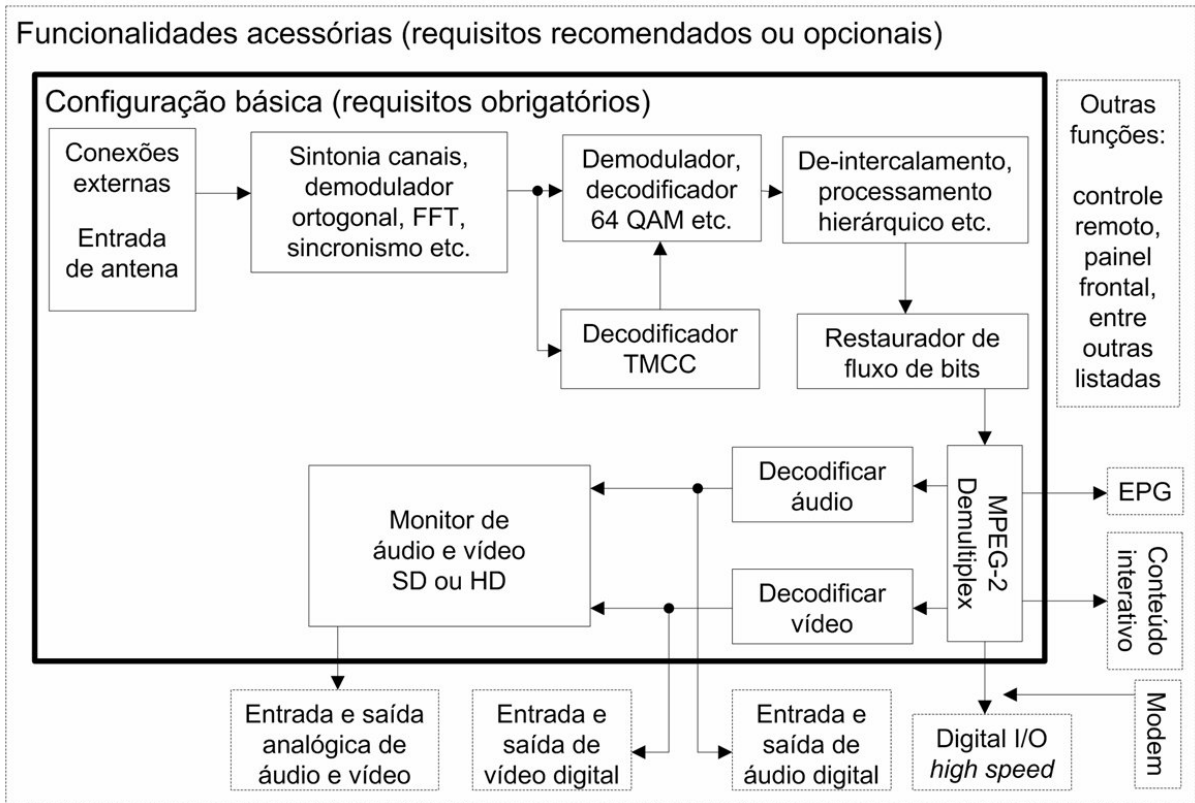 Funcionalidades acessórias (requisitos recomendados ou opcionais)
Configuração básica (requisitos obrigatórios)
Conexões
externas
Entrada
de antena
Sintonia canais,
demodulador
ortogonal, FFT,
sincronismo etc.
Demodulador,
decodificador
64 QAM etc.
De-intercalamento,
processamento
hierárquico etc.
Outras
funções:
controle
remoto,
painel
frontal,
entre
outras
listadas
Decodificador
TMCC
Restaurador de
fluxo de bits
Monitor de
áudio e vídeo
SD ou HD
Decodificar
áudio
Decodificar
vídeo
MPEG-2
Demultiplex
EPG
Conteúdo
interativo
Entrada e saída
analógica de
áudio e vídeo
Entrada e
saída de
vídeo digital
Entrada e
saída de
áudio digital
Digital I/O
high speed
Modem